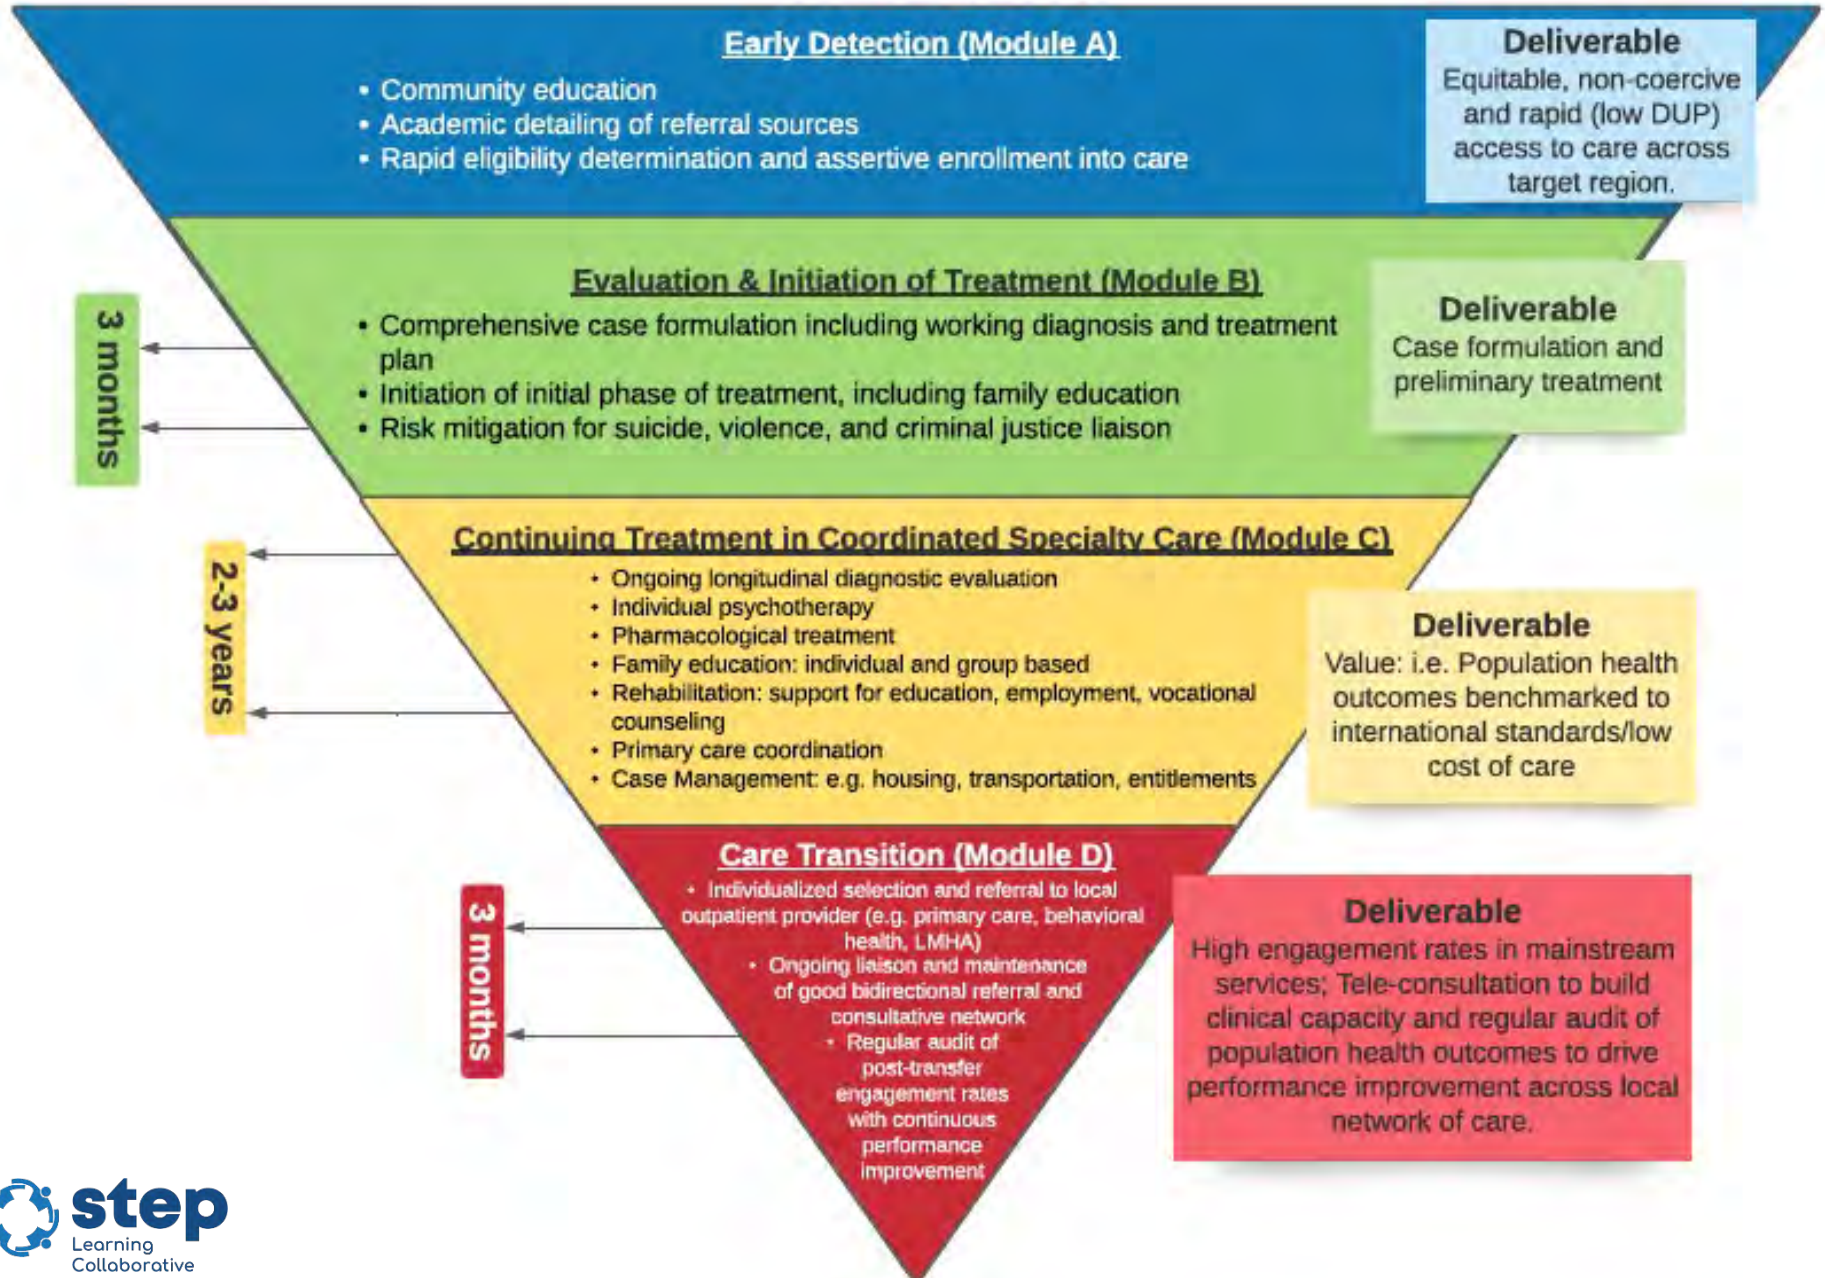 Early Detection (Module A)
• Community education
• Academic detailing of referral sources
• Rapid eligibility determination and assertive enrollment into care
Deliverable
Equitable, non-coercive
and rapid (low DUP)
access to care across
target region.
Evaluation & Initiation of Treatment (Module B)
• Comprehensive case formulation including working diagnosis and treatment
plan
• Initiation of initial phase of treatment, including family education
• Risk mitigation for suicide, violence, and criminal justice liaison
3 months
Deliverable
Case formulation and
preliminary treatment
Continuing Treatment in Coordinated Specialty Care (Module C)
• Ongoing longitudinal diagnostic evaluation
• Individual psychotherapy
• Pharmacological treatment
• Family education: individual and group based
• Rehabilitation: support for education, employment, vocational
counseling
• Primary care coordination
• Case Management: e.g. housing, transportation, entitlements
2-3 years
Deliverable
Value: i.e. Population health
outcomes benchmarked to
international standards/low
cost of care
Care Transition (Module D)
• Individualized selection and referral to local
outpatient provider (e.g. primary care, behavioral
health, LMHA)
• Ongoing liaison and maintenance
of good bidirectional referral and
consultative network
• Regular audit of
post-transfer
engagement rates
with continuous
performance
improvement
3 months
Deliverable
High engagement rates in mainstream
services; Tele-consultation to build
clinical capacity and regular audit of
population health outcomes to drive
performance improvement across local
network of care.
step
Learning
Collaborative